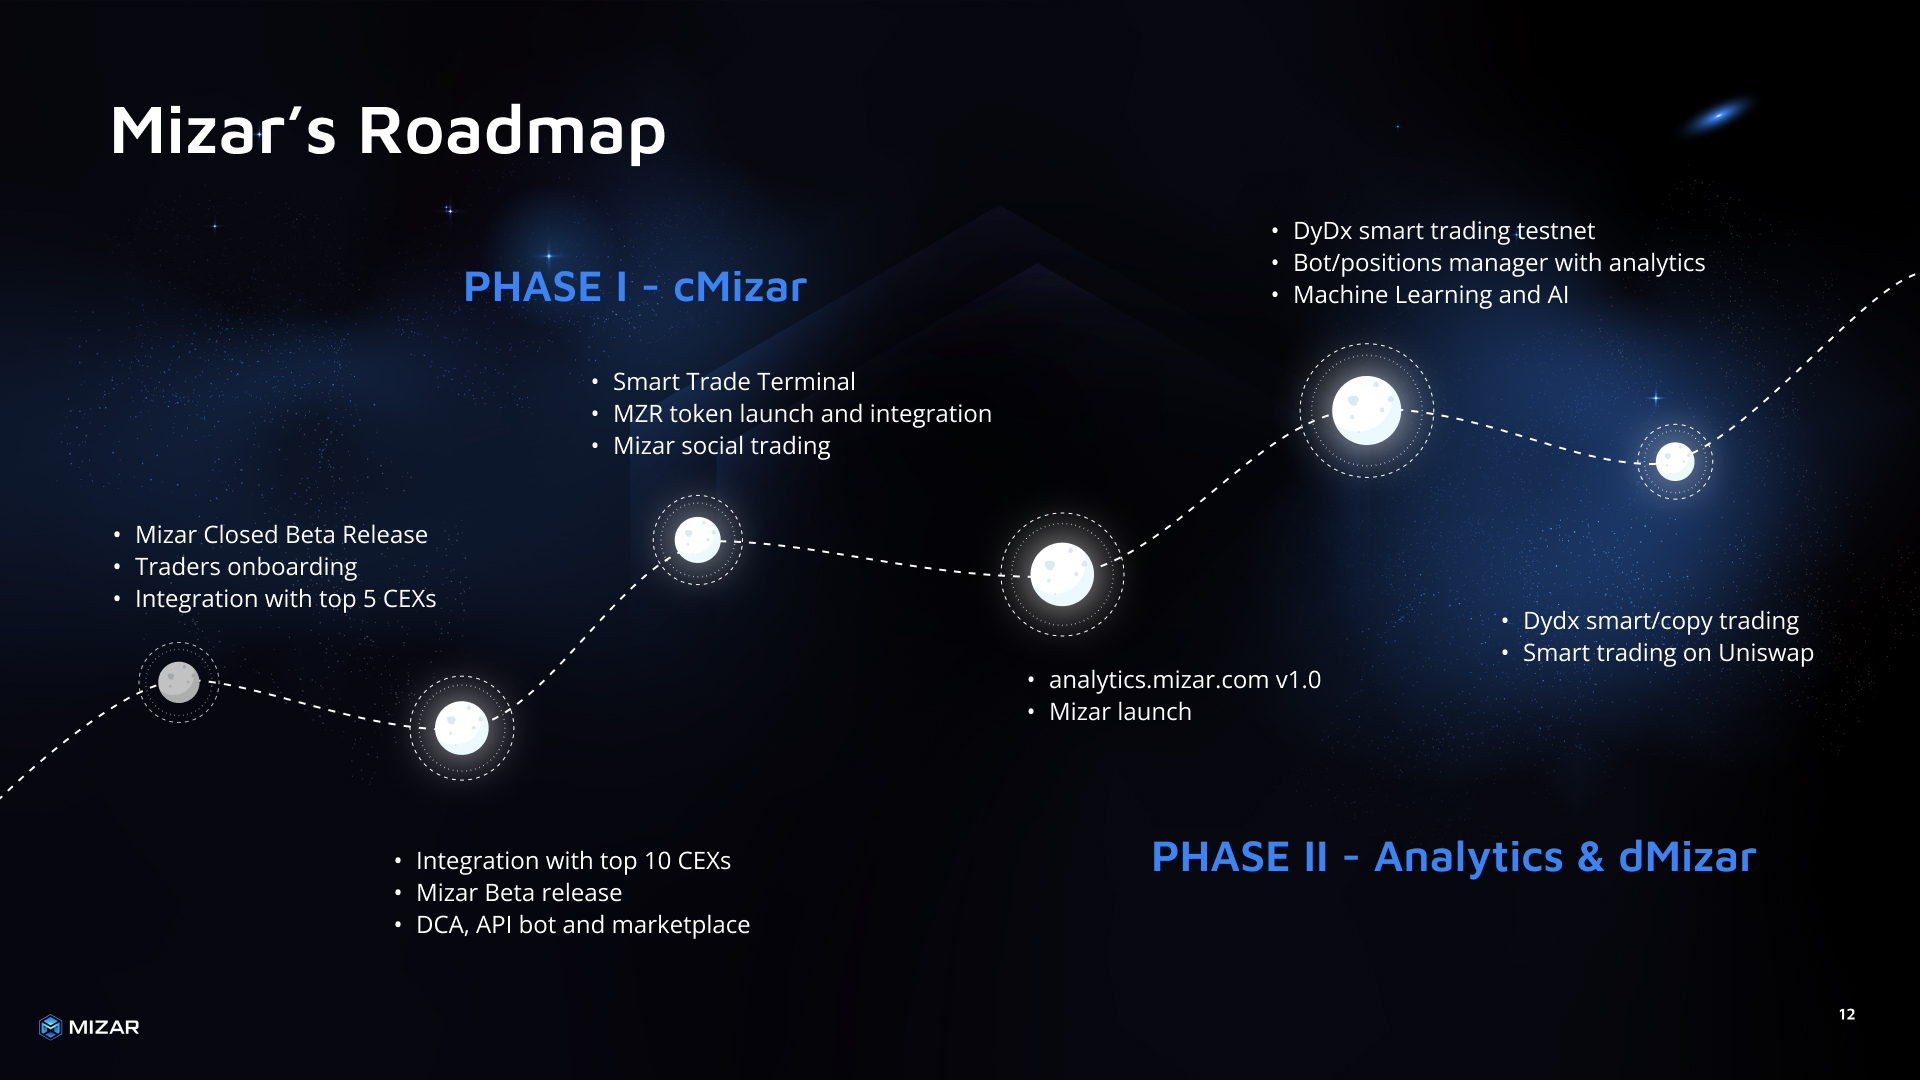 Mizar’s Roadmap
PHASE I - cMizar
• Mizar Closed Beta Release
• Traders onboarding
• Integration with top 5 CEXs
• Integration with top 10 CEXs
• Mizar Beta release
• DCA, API bot and marketplace
• Smart Trade Terminal
• MZR token launch and integration
• Mizar social trading
• analytics.mizar.com v1.0
• Mizar launch
• DyDx smart trading testnet
• Bot/positions manager with analytics
• Machine Learning and AI
• Dydx smart/copy trading
• Smart trading on Uniswap
PHASE II - Analytics & dMizar
MIZAR
12